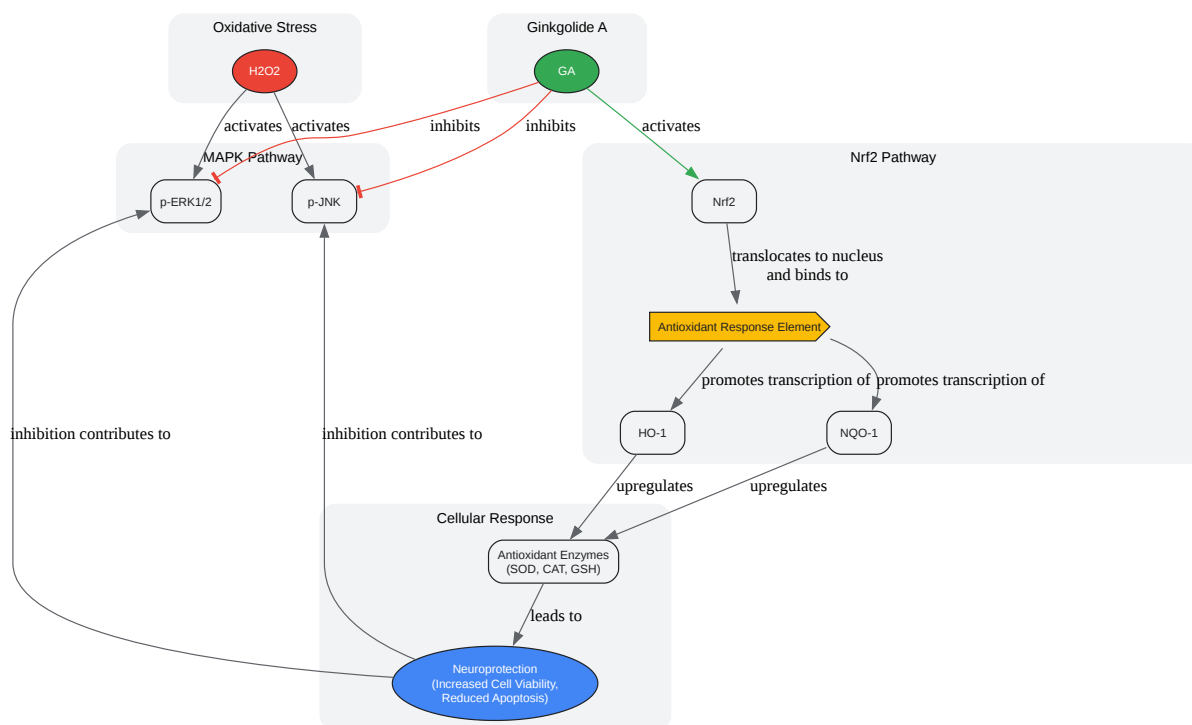 Oxidative Stress
Ginkgolide A
H2O2
GA
activates
activates
inhibits
inhibits
activates
MAPK Pathway
Nrf2 Pathway
p-ERK1/2
p-JNK
Nrf2
translocates to nucleus
and binds to
Antioxidant Response Element
promotes transcription of
promotes transcription of
HO-1
NQO-1
inhibition contributes to
inhibition contributes to
upregulates
upregulates
Cellular Response
Antioxidant Enzymes
(SOD, CAT, GSH)
leads to
Neuroprotection
(Increased Cell Viability,
Reduced Apoptosis)